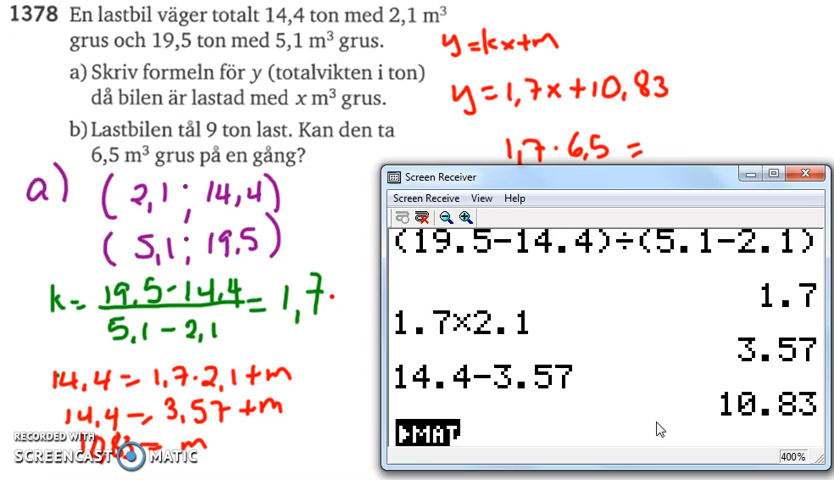 1378 En lastbil väger totalt 14,4 ton med 2,1 m³
grus och 19,5 ton med 5,1 m³ grus.
a) Skriv formeln för y (totalvikten i ton)
då bilen är lastad med x m³ grus.
b) Lastbilen tål 9 ton last. Kan den ta
6,5 m³ grus på en gång?
y=kx+m
y=1,7x+10,83
1,7·6,5=
a) (2,1; 14,4)
(5,1; 19.5)
k= 19,5-14,4 = 1,7
5,1-2,1
14,4=1,7·2,1+m
14,4=3,57+m
10,83= m
RECORDED WITH
SCREENCAST MATIC
Screen Receiver
Screen Receive View Help
(19.5-14.4)÷(5.1-2.1)
1.7
1.7×2.1
3.57
14.4-3.57
10.83
▶MAT
400%